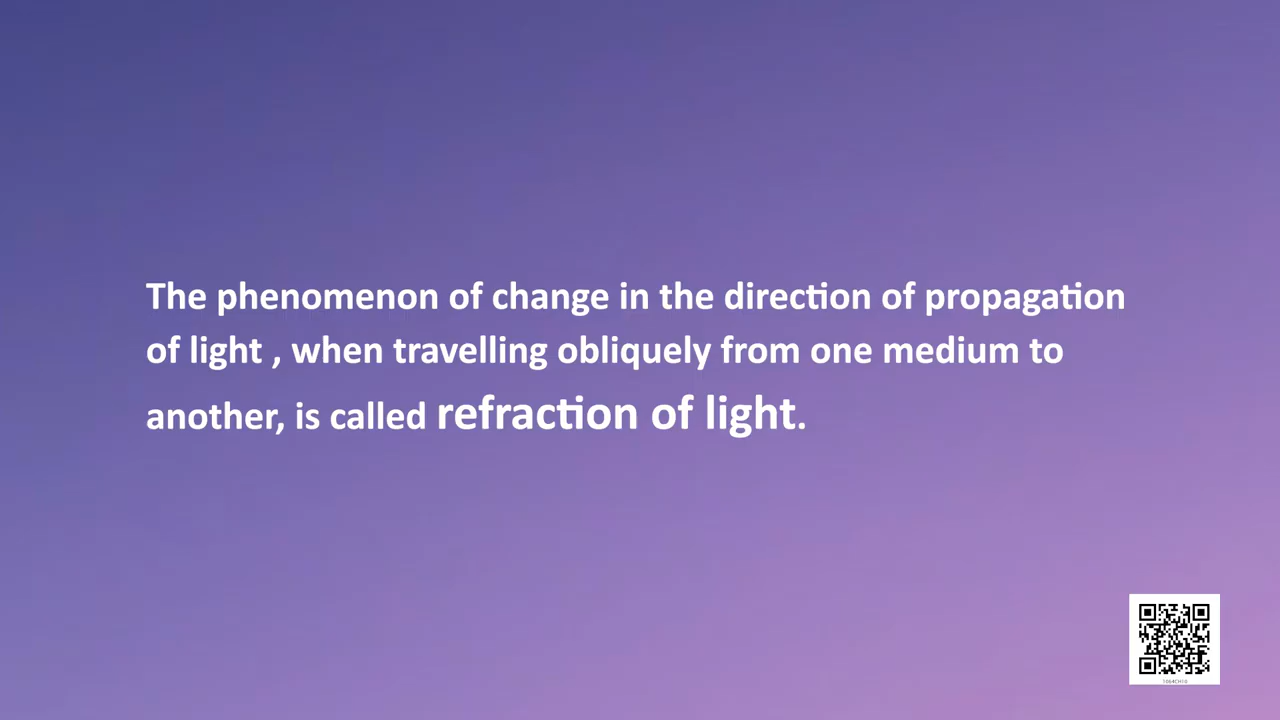 The phenomenon of change in the direction of propagation
of light , when travelling obliquely from one medium to
another, is called refraction of light.
1064CH10